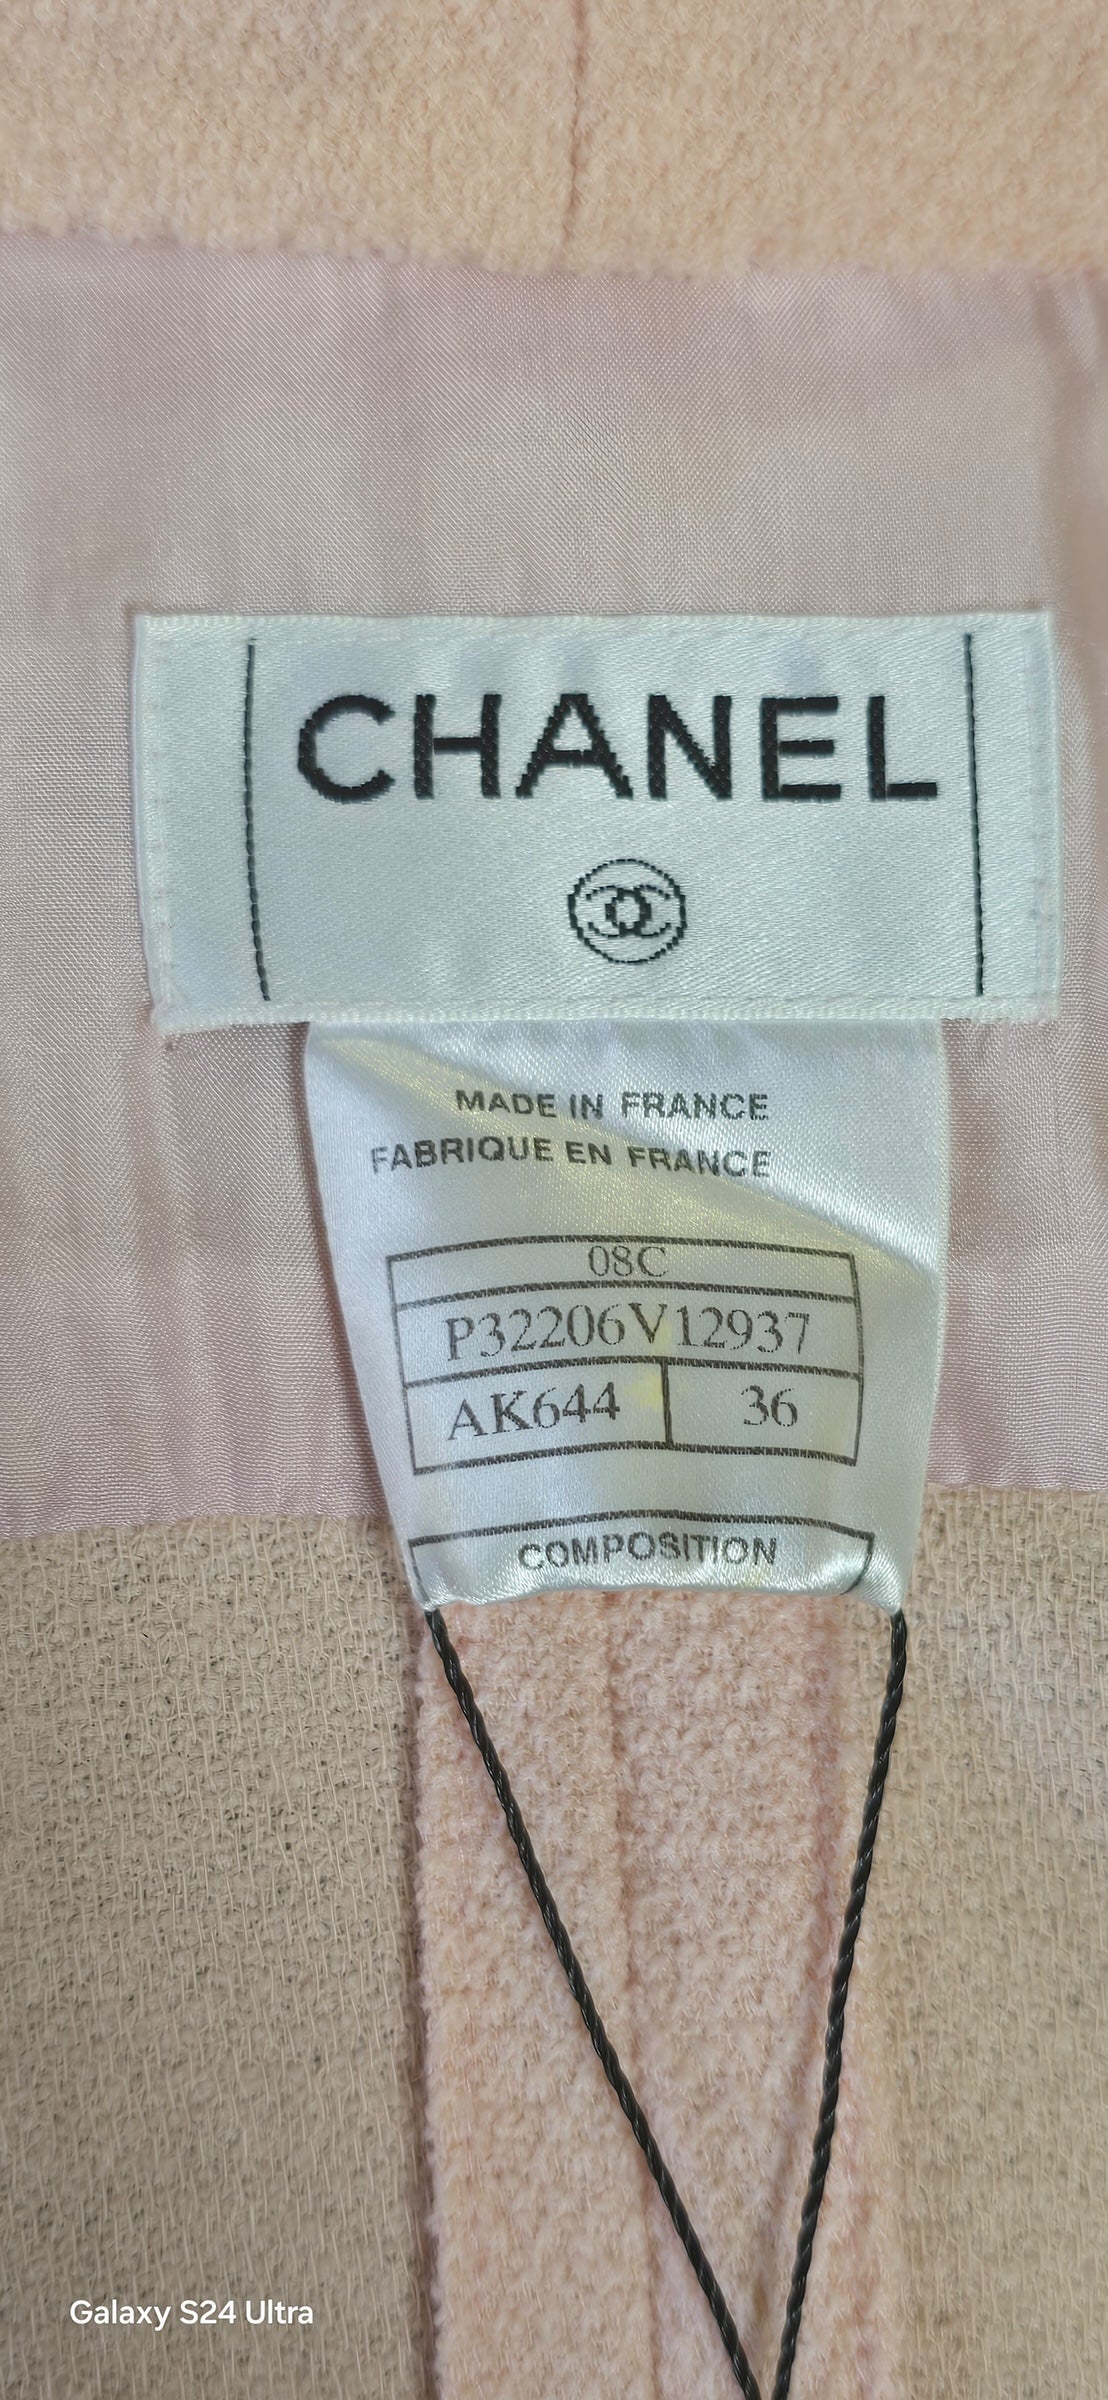 CHANEL
MADE IN FRANCE
FABRIQUE EN FRANCE
08C
P32206V12937
AK644 36
COMPOSITION
Galaxy S24 Ultra